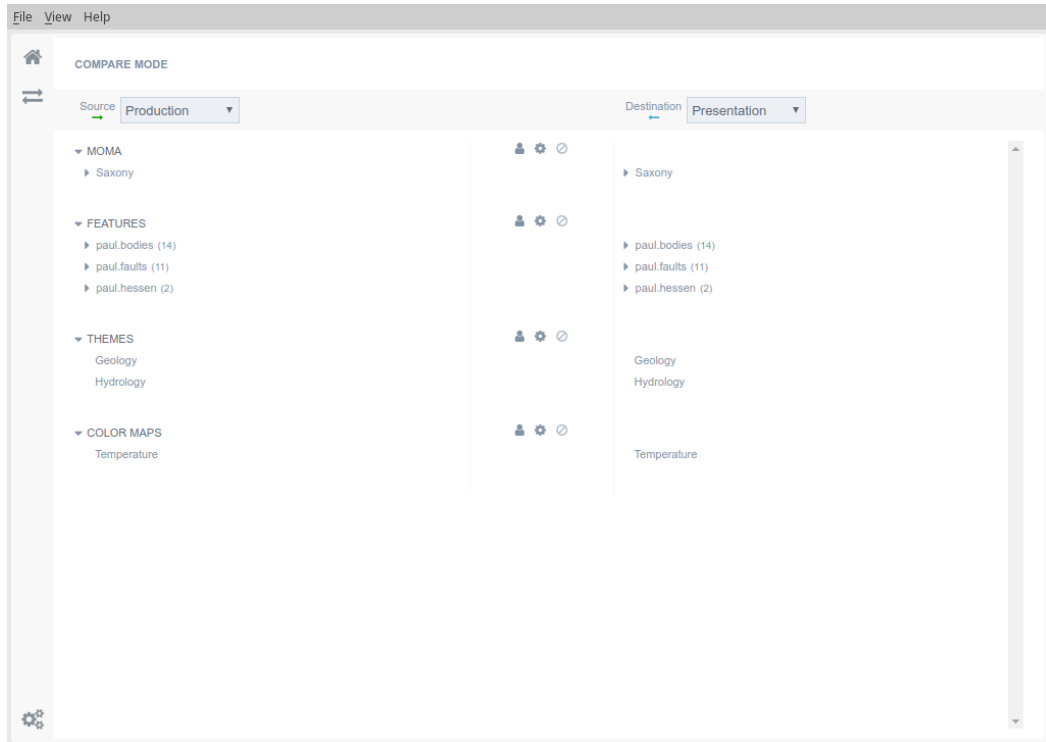 File View Help
COMPARE MODE
Source Production Destination Presentation
MOMA
Saxony Saxony
FEATURES
paul.bodies (14) paul.bodies (14)
paul.faults (11) paul.faults (11)
paul.hessen (2) paul.hessen (2)
THEMES
Geology Geology
Hydrology Hydrology
COLOR MAPS
Temperature Temperature